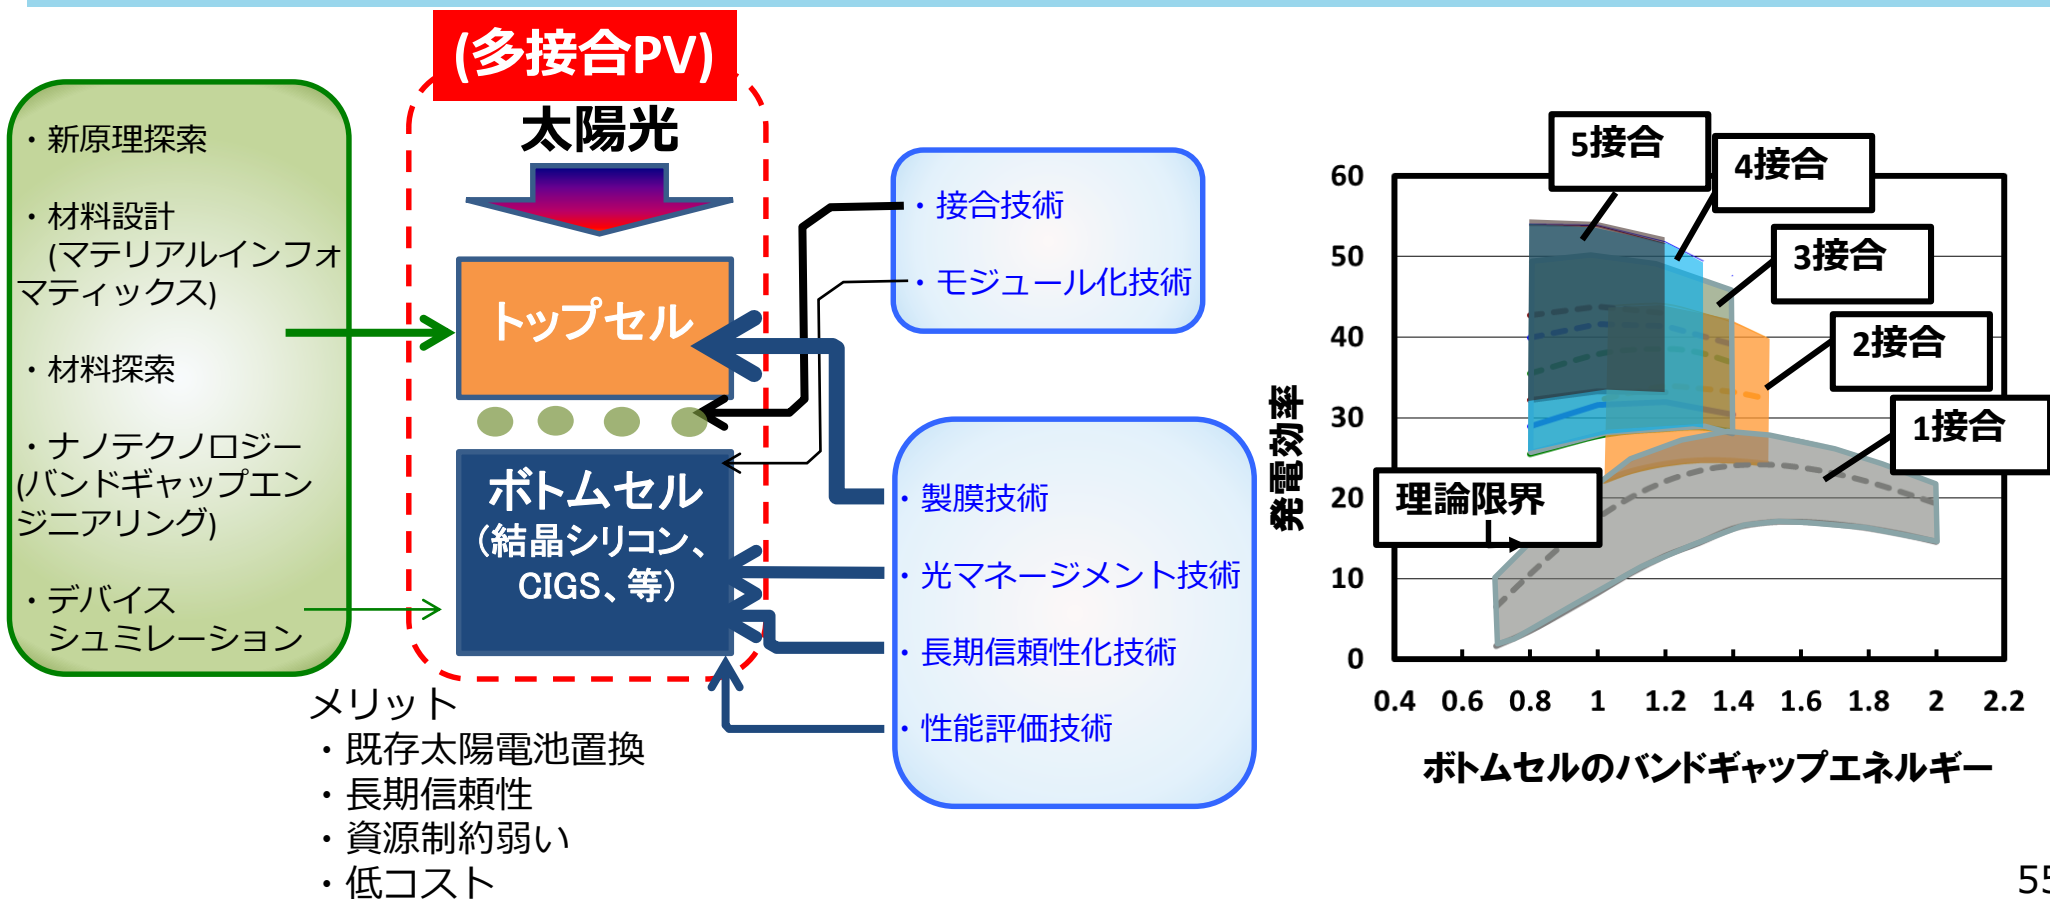 (多接合PV)
太陽光
・新原理探索
・材料設計
(マテリアルインフォ
マティックス)
・材料探索
・ナノテクノロジー
(バンドギャップエン
ジニアリング)
・デバイス
シュミレーション
トップセル
ボトムセル
(結晶シリコン、
CIGS、等)
メリット
・既存太陽電池置換
・長期信頼性
・資源制約弱い
・低コスト
・接合技術
・モジュール化技術
・製膜技術
・光マネージメント技術
・長期信頼性化技術
・性能評価技術
5接合
4接合
3接合
2接合
1接合
理論限界
発電効率
60
50
40
30
20
10
0
0.4 0.6 0.8 1 1.2 1.4 1.6 1.8 2 2.2
ボトムセルのバンドギャップエネルギー
55